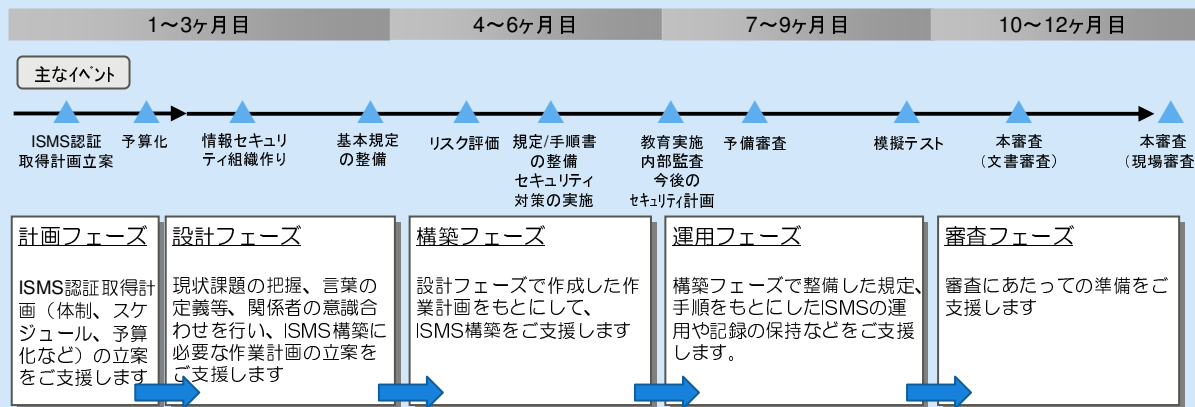 1～3ヶ月目
4～6ヶ月目
7～9ヶ月目
10～12ヶ月目
主なイベント
ISMS認証
取得計画立案
予算化
情報セキュリ
ティ組織作り
基本規定
の整備
リスク評価
規定/手順書
の整備
セキュリティ
対策の実施
教育実施
内部監査
今後の
セキュリティ計画
予備審査
模擬テスト
本審査
（文書審査）
本審査
（現場審査
計画フェーズ
ISMS認証取得計
画（体制、スケ
ジュール、予算
化など）の立案
をご支援します
設計フェーズ
現状課題の把握、言葉の
定義等、関係者の意識合
わせを行い、ISMS構築に
必要な作業計画の立案を
ご支援します
構築フェーズ
設計フェーズで作成した作
業計画をもとにして、
ISMS構築をご支援します
運用フェーズ
構築フェーズで整備した規定、
手順をもとにしたISMSの運
用や記録の保持などをご支援
します。
審査フェーズ
審査にあたっての準備をご
支援します